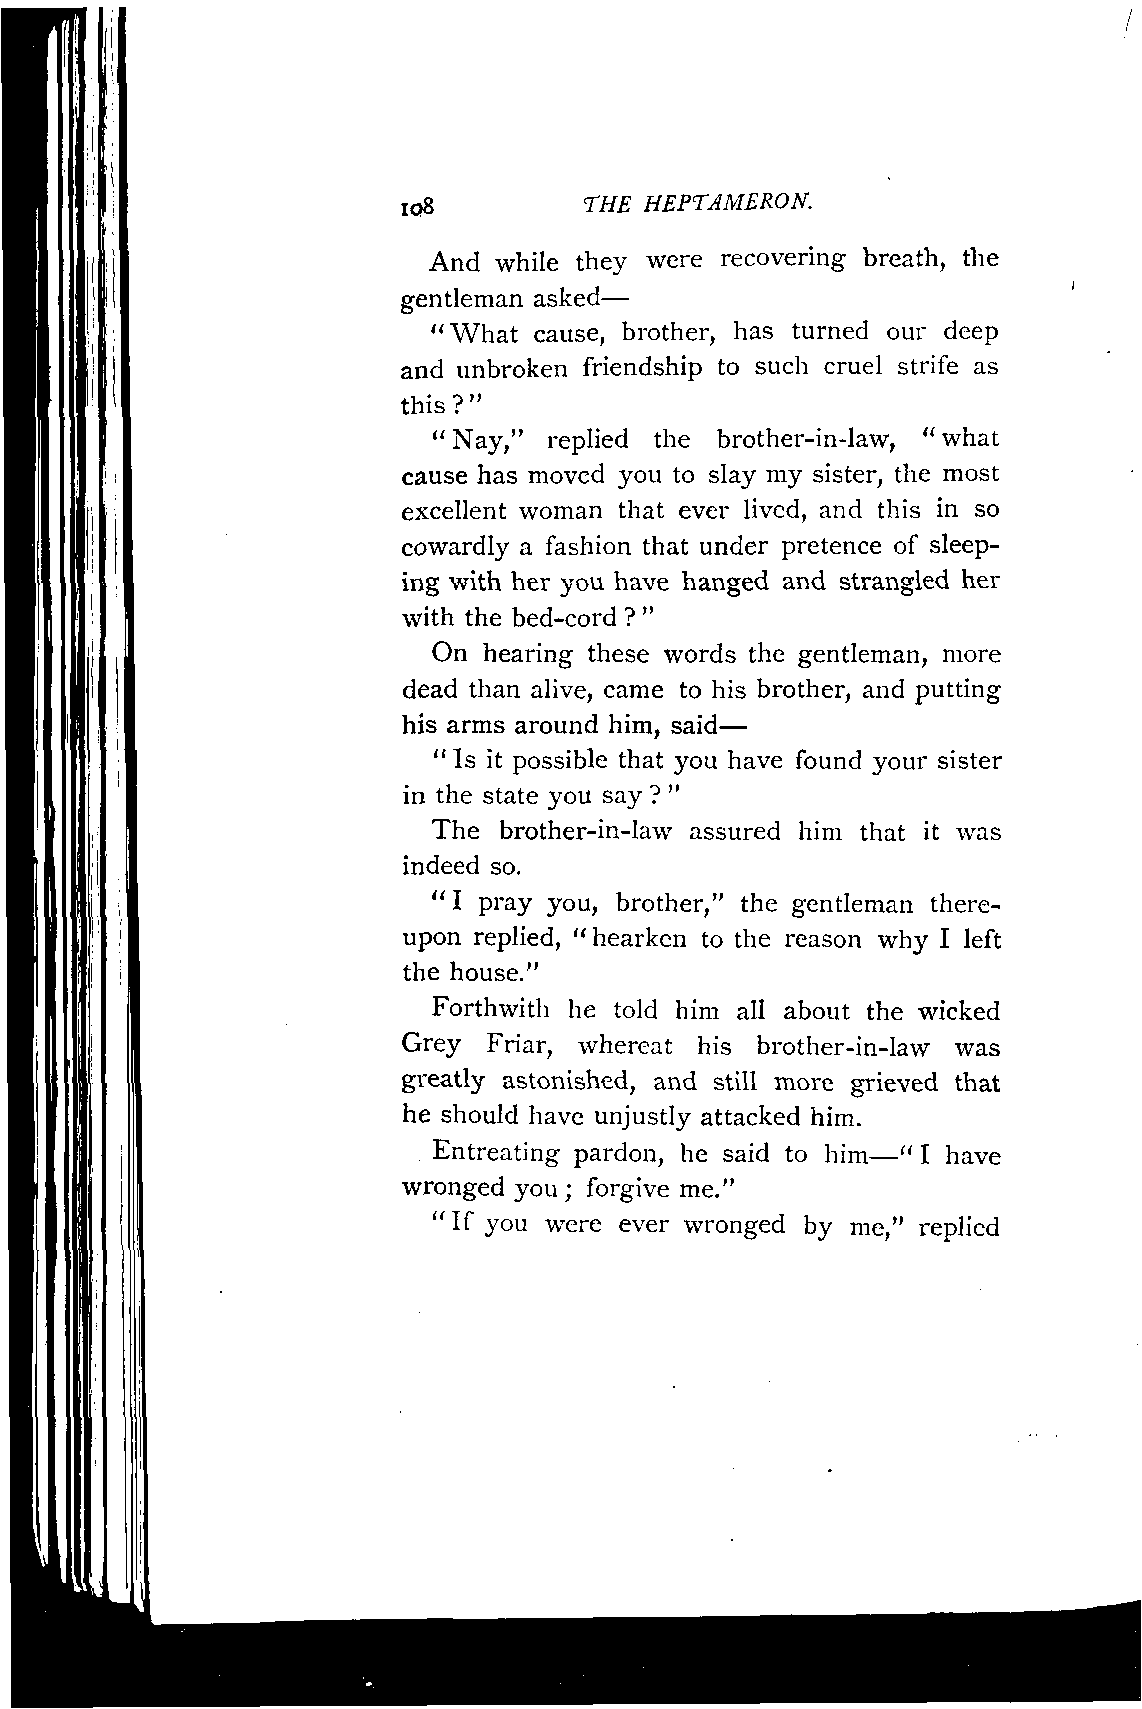 108 THE HEPTAMERON.
And while they were recovering breath, the
gentleman asked—
"What cause, brother, has turned our deep
and unbroken friendship to such cruel strife as
this?"
"Nay," replied the brother-in-law, "what
cause has moved you to slay my sister, the most
excellent woman that ever lived, and this in so
cowardly a fashion that under pretence of sleep-
ing with her you have hanged and strangled her
with the bed-cord?"
On hearing these words the gentleman, more
dead than alive, came to his brother, and putting
his arms around him, said—
"Is it possible that you have found your sister
in the state you say?"
The brother-in-law assured him that it was
indeed so.
"I pray you, brother," the gentleman there-
upon replied, "hearken to the reason why I left
the house."
Forthwith he told him all about the wicked
Grey Friar, whereat his brother-in-law was
greatly astonished, and still more grieved that
he should have unjustly attacked him.
Entreating pardon, he said to him—"I have
wronged you; forgive me."
"If you were ever wronged by me," replied